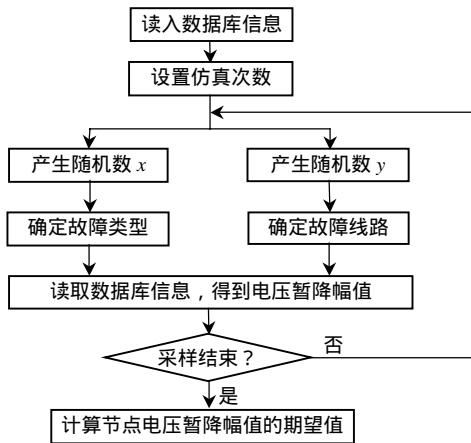 读入数据库信息
设置仿真次数
产生随机数 x
产生随机数 y
确定故障类型
确定故障线路
读取数据库信息，得到电压暂降幅值
采样结束？
否
是
计算节点电压暂降幅值的期望值